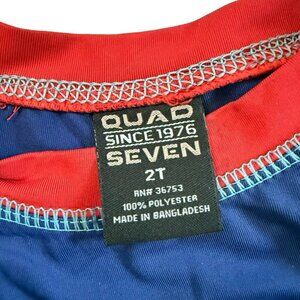 QUAD
SINCE 1976
SEVEN
2T
RN# 36753
100% POLYESTER
MADE IN BANGLADESH